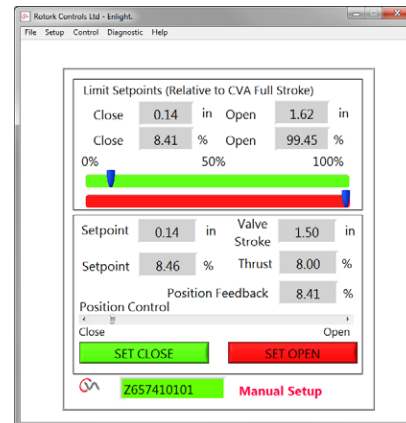 Rotork Controls Ltd - Enlight.
File Setup Control Diagnostic Help
Limit Setpoints (Relative to CVA Full Stroke)
Close 0.14 in Open 1.62 in
Close 8.41 % Open 99.45 %
0% 50% 100%
Setpoint 0.14 in Valve Stroke 1.50 in
Setpoint 8.46 % Thrust 8.00 %
Position Feedback 8.41 %
Position Control
Close Open
SET CLOSE SET OPEN
CVA Z657410101 Manual Setup